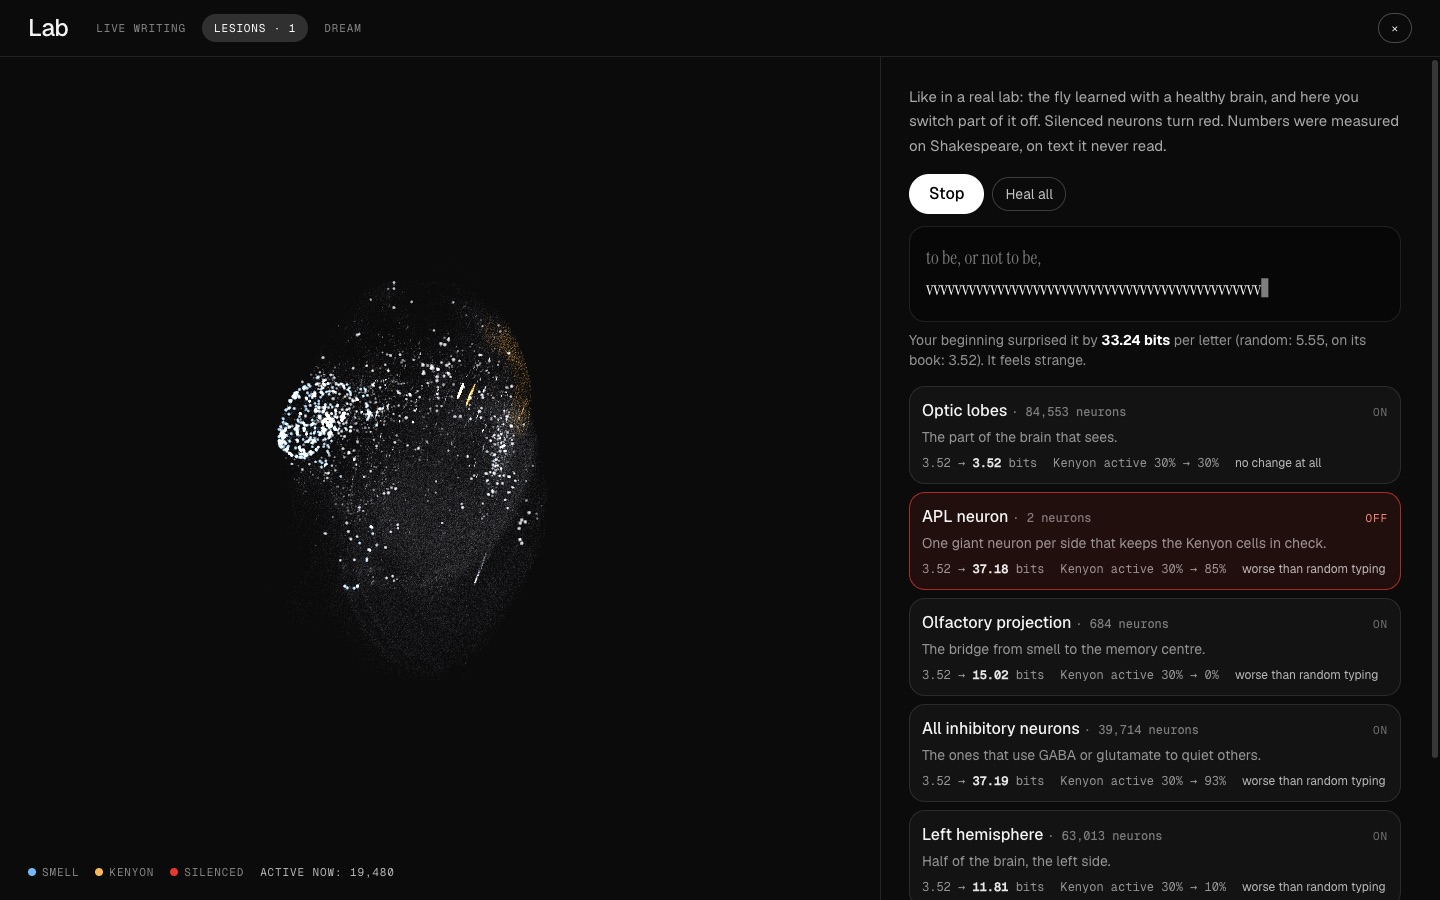 Lab
LIVE WRITING
LESIONS · 1
DREAM
×
Like in a real lab: the fly learned with a healthy brain, and here you
switch part of it off. Silenced neurons turn red. Numbers were measured
on Shakespeare, on text it never read.
Stop
Heal all
to be, or not to be,
vvvvvvvvvvvvvvvvvvvvvvvvvvvvvvvvvvvvvvvvvvvvvvv
Your beginning surprised it by 33.24 bits per letter (random: 5.55, on its
book: 3.52). It feels strange.
Optic lobes · 84,553 neurons ON
The part of the brain that sees.
3.52 → 3.52 bits Kenyon active 30% → 30% no change at all
APL neuron · 2 neurons OFF
One giant neuron per side that keeps the Kenyon cells in check.
3.52 → 37.18 bits Kenyon active 30% → 85% worse than random typing
Olfactory projection · 684 neurons ON
The bridge from smell to the memory centre.
3.52 → 15.02 bits Kenyon active 30% → 0% worse than random typing
All inhibitory neurons · 39,714 neurons ON
The ones that use GABA or glutamate to quiet others.
3.52 → 37.19 bits Kenyon active 30% → 93% worse than random typing
Left hemisphere · 63,013 neurons ON
Half of the brain, the left side.
3.52 → 11.81 bits Kenyon active 30% → 10% worse than random typing
SMELL
KENYON
SILENCED
ACTIVE NOW: 19,480